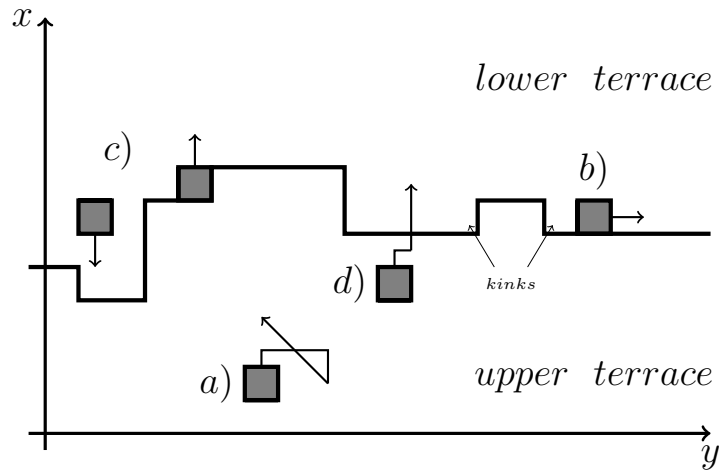 x
lower terrace
c)
b)
d)
kinks
a)
upper terrace
y